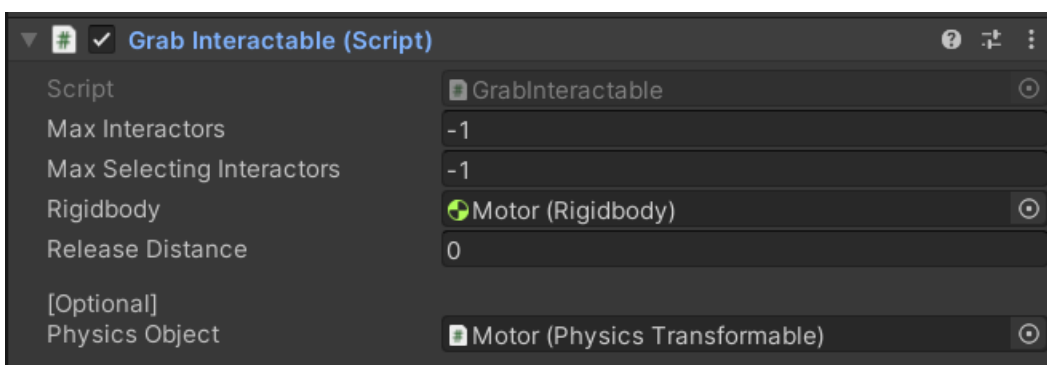 Grab Interactable (Script)
Script GrabInteractable
Max Interactors -1
Max Selecting Interactors -1
Rigidbody Motor (Rigidbody)
Release Distance 0
[Optional]
Physics Object Motor (Physics Transformable)